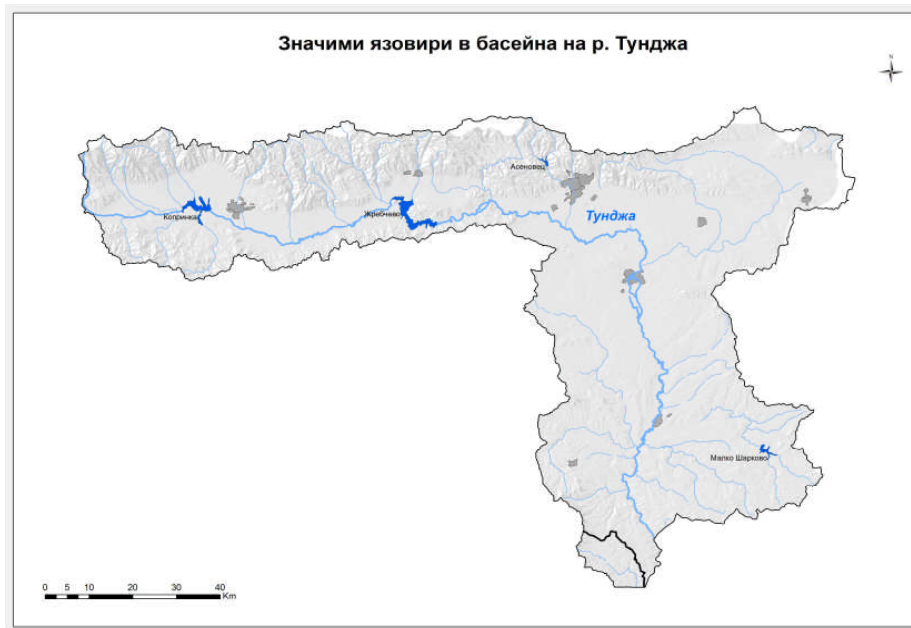 Значими язовири в басейна на р. Тунджа
N
Асеновец
Копринка
Жребчево
Тунджа
Малко Шарково
0 5 10 20 30 40
Km